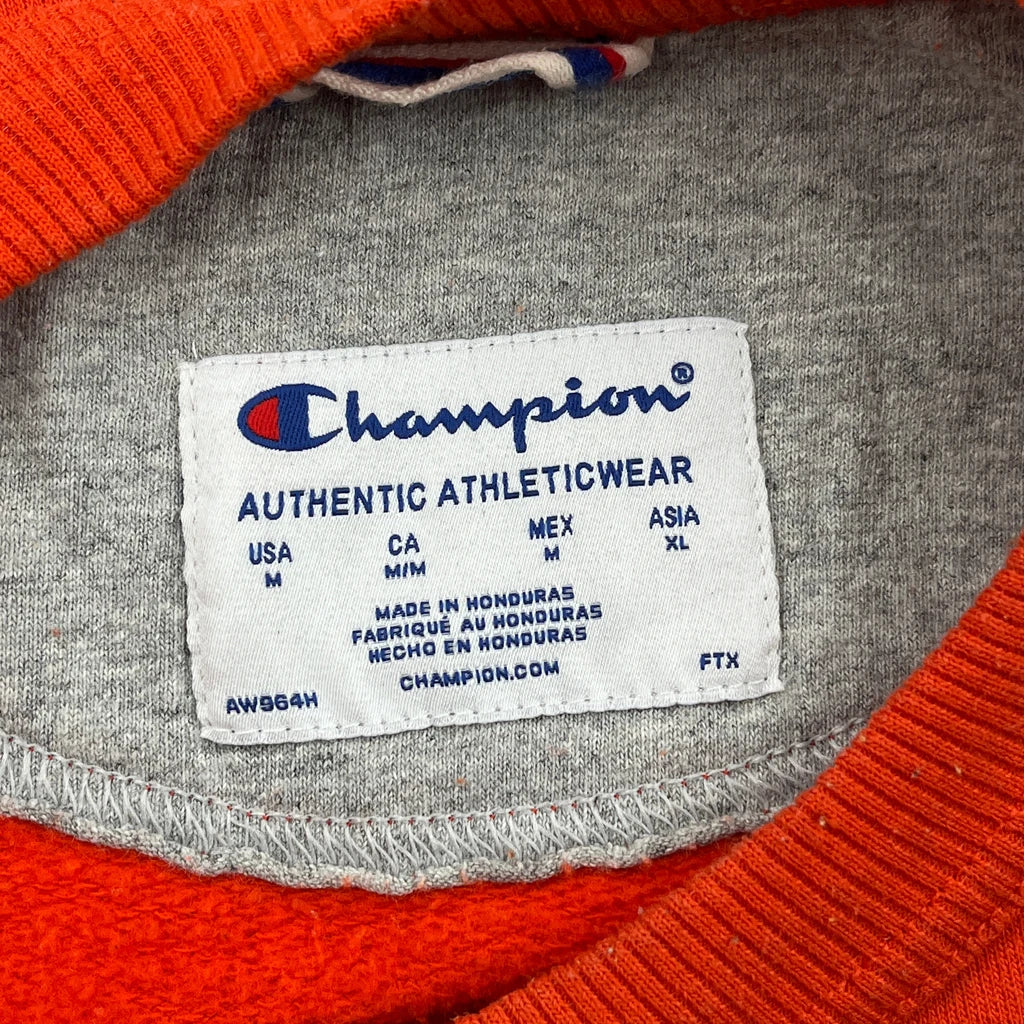 Champion®
AUTHENTIC ATHLETICWEAR
USA CA MEX ASIA
M M/M M XL
MADE IN HONDURAS
FABRIQUÉ AU HONDURAS
HECHO EN HONDURAS
CHAMPION.COM
AW964H FTX